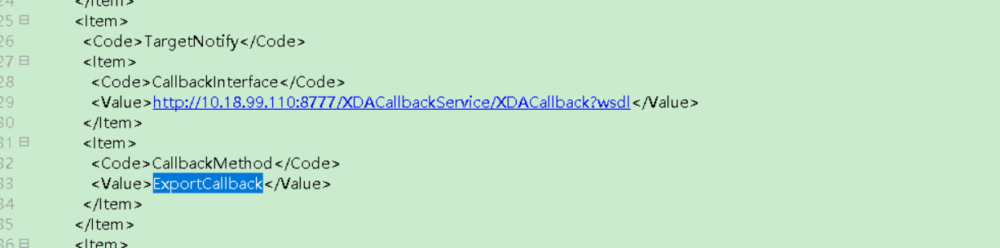 24 </Item>
25 <Item>
26 <Code>TargetNotify</Code>
27 <Item>
28 <Code>CallbackInterface</Code>
29 <Value>http://10.18.99.110:8777/XDACallbackService/XDACallback?wsdl</Value>
30 </Item>
31 <Item>
32 <Code>CallbackMethod</Code>
33 <Value>ExportCallback</Value>
34 </Item>
35 </Item>
36 <Item>